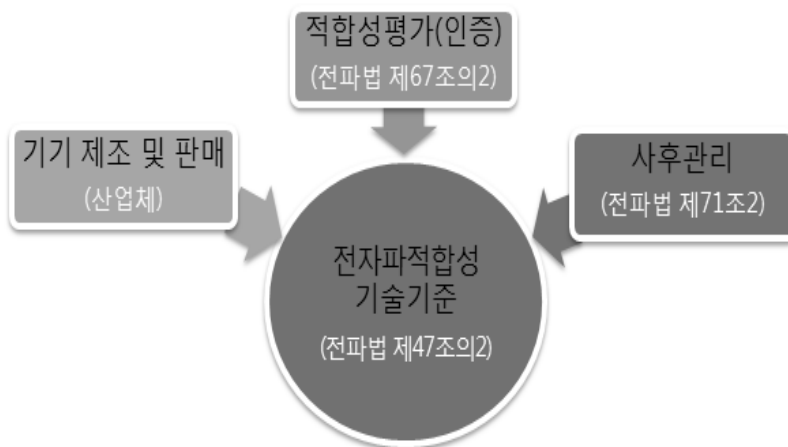 적합성평가(인증)
(전파법 제67조의2)
기기 제조 및 판매
(산업체)
사후관리
(전파법 제71조2)
전자파적합성
기술기준
(전파법 제47조의2)